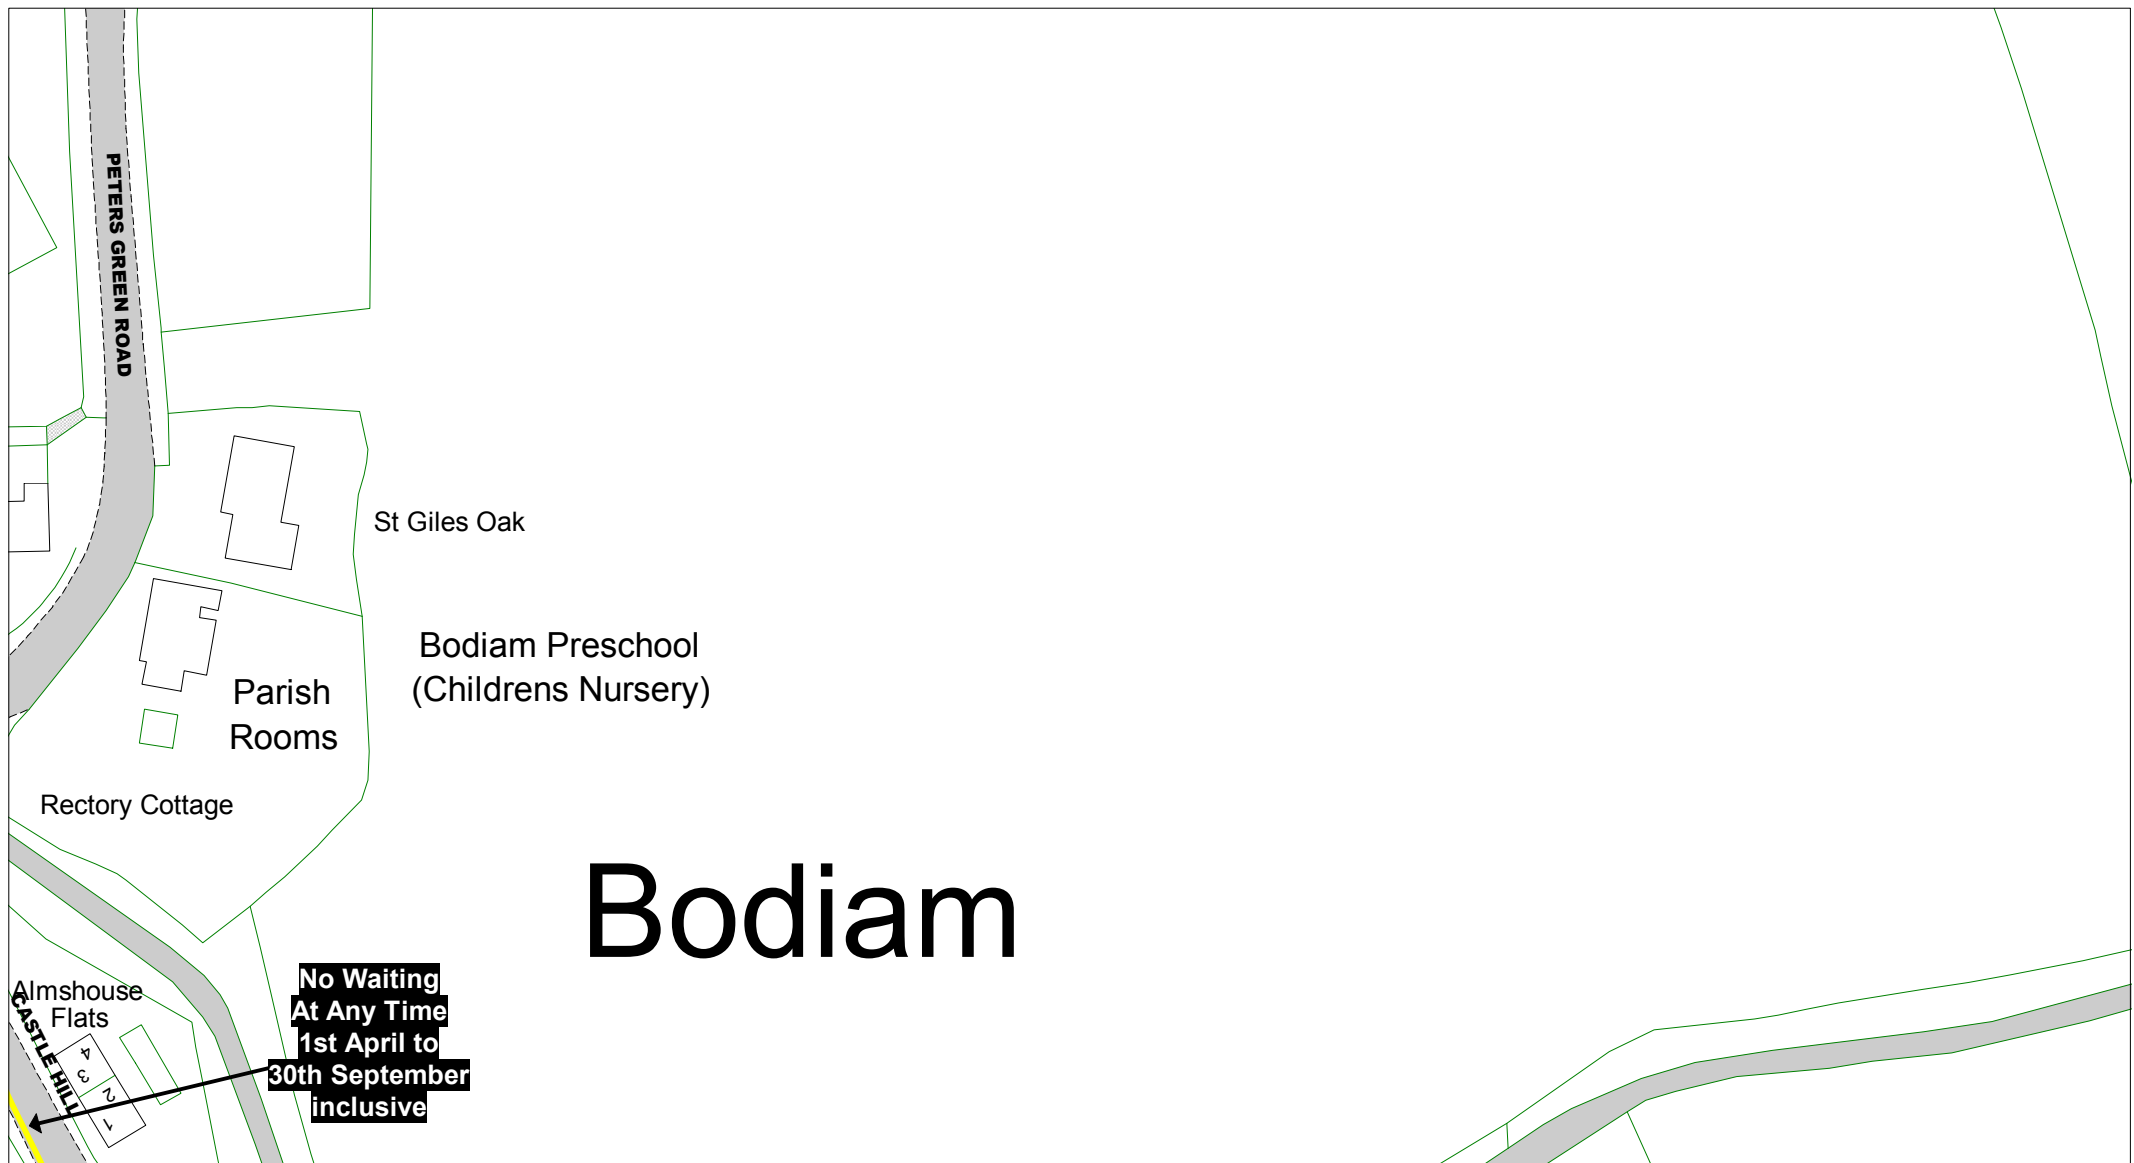 PETERS GREEN ROAD
St Giles Oak
Bodiam Preschool
(Childrens Nursery)
Parish
Rooms
Rectory Cottage
Bodiam
No Waiting
At Any Time
1st April to
30th September
inclusive
Almshouse
Flats
CASTLE HILL
4
3
2
1